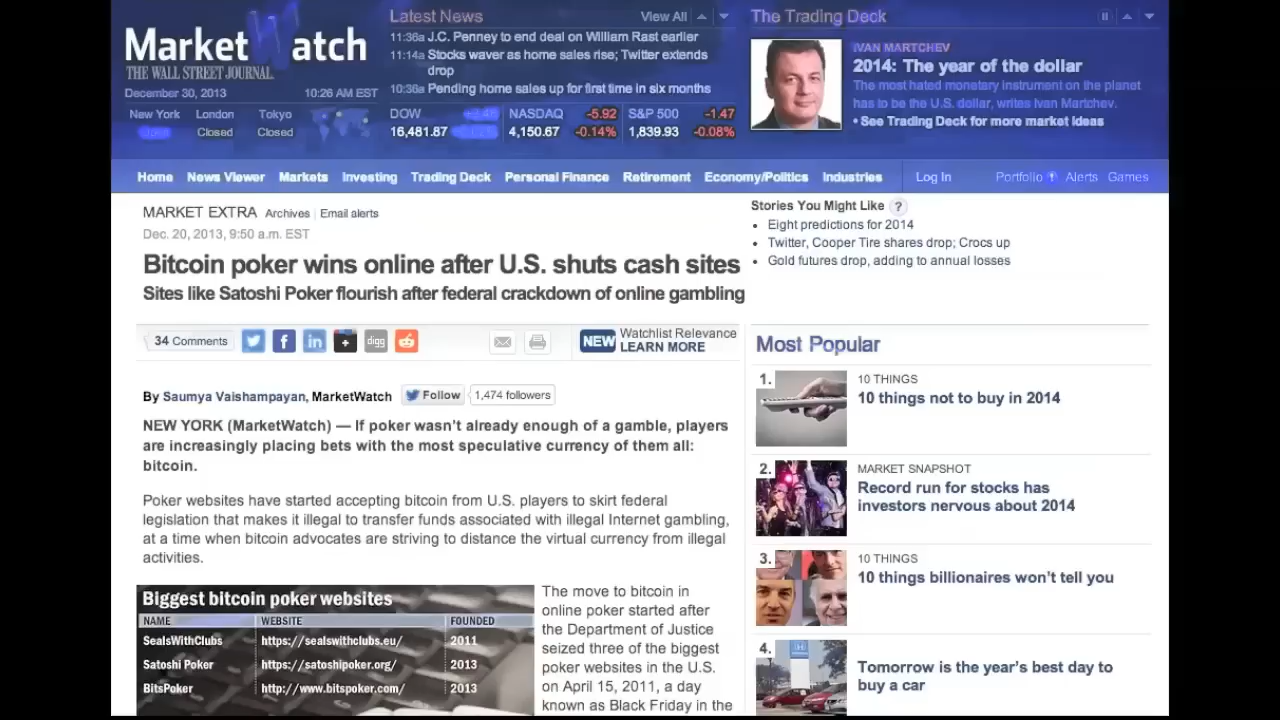 MarketWatch
THE WALL STREET JOURNAL.
December 30, 2013
10:26 AM EST
New York
London
Closed
Tokyo
Closed
Latest News
View All
11:36a J.C. Penney to end deal on William Rast earlier
11:14a Stocks waver as home sales rise; Twitter extends
drop
10:36a Pending home sales up for first time in six months
DOW
16,481.87
NASDAQ -5.92
4,150.67 -0.14%
S&P 500 -1.47
1,839.93 -0.08%
The Trading Deck
IVAN MARTCHEV
2014: The year of the dollar
The most hated monetary instrument on the planet
has to be the U.S. dollar, writes Ivan Martchev.
• See Trading Deck for more market ideas
Home News Viewer Markets Investing Trading Deck Personal Finance Retirement Economy/Politics Industries Log In Portfolio Alerts Games
MARKET EXTRA Archives | Email alerts
Dec. 20, 2013, 9:50 a.m. EST
Bitcoin poker wins online after U.S. shuts cash sites
Sites like Satoshi Poker flourish after federal crackdown of online gambling
34 Comments
digg
NEW Watchlist Relevance
LEARN MORE
By Saumya Vaishampayan, MarketWatch Follow 1,474 followers
NEW YORK (MarketWatch) — If poker wasn't already enough of a gamble, players
are increasingly placing bets with the most speculative currency of them all:
bitcoin.
Poker websites have started accepting bitcoin from U.S. players to skirt federal
legislation that makes it illegal to transfer funds associated with illegal Internet gambling,
at a time when bitcoin advocates are striving to distance the virtual currency from illegal
activities.
Biggest bitcoin poker websites
NAME WEBSITE FOUNDED
SealsWithClubs https://sealswithclubs.eu/ 2011
Satoshi Poker https://satoshipoker.org/ 2013
BitsPoker http://www.bitspoker.com/ 2013
The move to bitcoin in
online poker started after
the Department of Justice
seized three of the biggest
poker websites in the U.S.
on April 15, 2011, a day
known as Black Friday in the
Stories You Might Like ?
• Eight predictions for 2014
• Twitter, Cooper Tire shares drop; Crocs up
• Gold futures drop, adding to annual losses
Most Popular
1. 10 THINGS
10 things not to buy in 2014
2. MARKET SNAPSHOT
Record run for stocks has
investors nervous about 2014
3. 10 THINGS
10 things billionaires won't tell you
4. Tomorrow is the year's best day to
buy a car